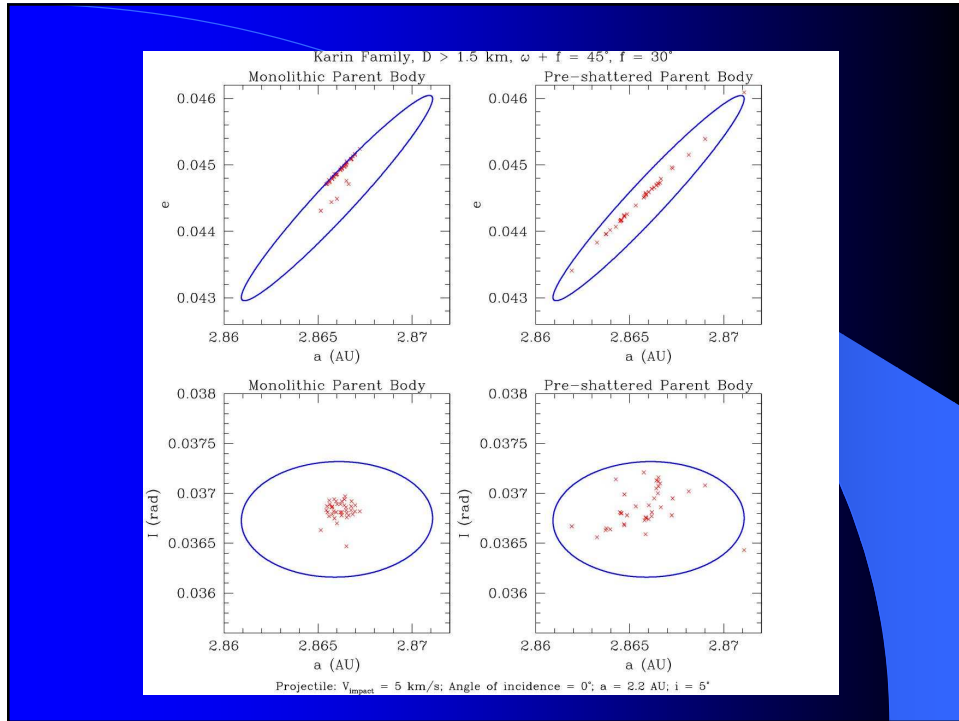 Karin Family, D > 1.5 km, ω + f = 45°, f = 30°
Monolithic Parent Body
Pre-shattered Parent Body
0.046
0.045
0.044
0.043
e
2.86
2.865
2.87
a (AU)
0.046
0.045
0.044
0.043
e
2.86
2.865
2.87
a (AU)
Monolithic Parent Body
Pre-shattered Parent Body
0.038
0.0375
0.037
0.0365
0.036
I (rad)
2.86
2.865
2.87
a (AU)
0.038
0.0375
0.037
0.0365
0.036
I (rad)
2.86
2.865
2.87
a (AU)
Projectile: V_impact = 5 km/s; Angle of incidence = 0°; a = 2.2 AU; i = 5°